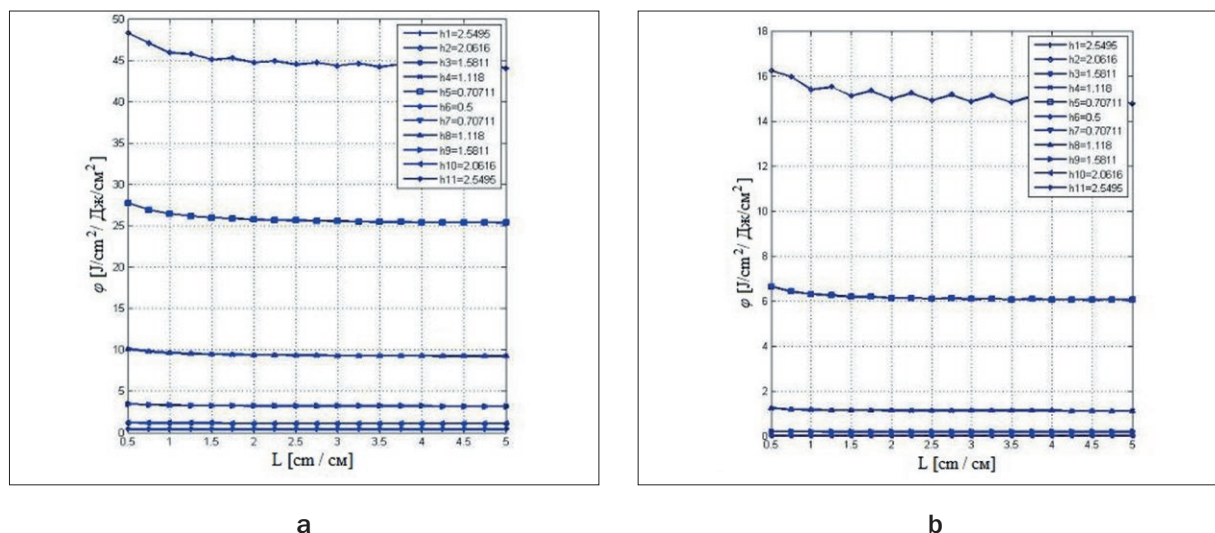 50
45
40
35
30
25
20
15
10
5
0
φ [J/cm²/ Дж/см²]
h1=2.5495
h2=2.0616
h3=1.5811
h4=1.118
h5=0.70711
h6=0.5
h7=0.70711
h8=1.118
h9=1.5811
h10=2.0616
h11=2.5495
0.5 1 1.5 2 2.5 3 3.5 4 4.5 5
L [cm / см]
a
18
16
14
12
10
8
6
4
2
0
φ [J/cm²/ Дж/см²]
h1=2.5495
h2=2.0616
h3=1.5811
h4=1.118
h5=0.70711
h6=0.5
h7=0.70711
h8=1.118
h9=1.5811
h10=2.0616
h11=2.5495
0.5 1 1.5 2 2.5 3 3.5 4 4.5 5
L [cm / см]
b